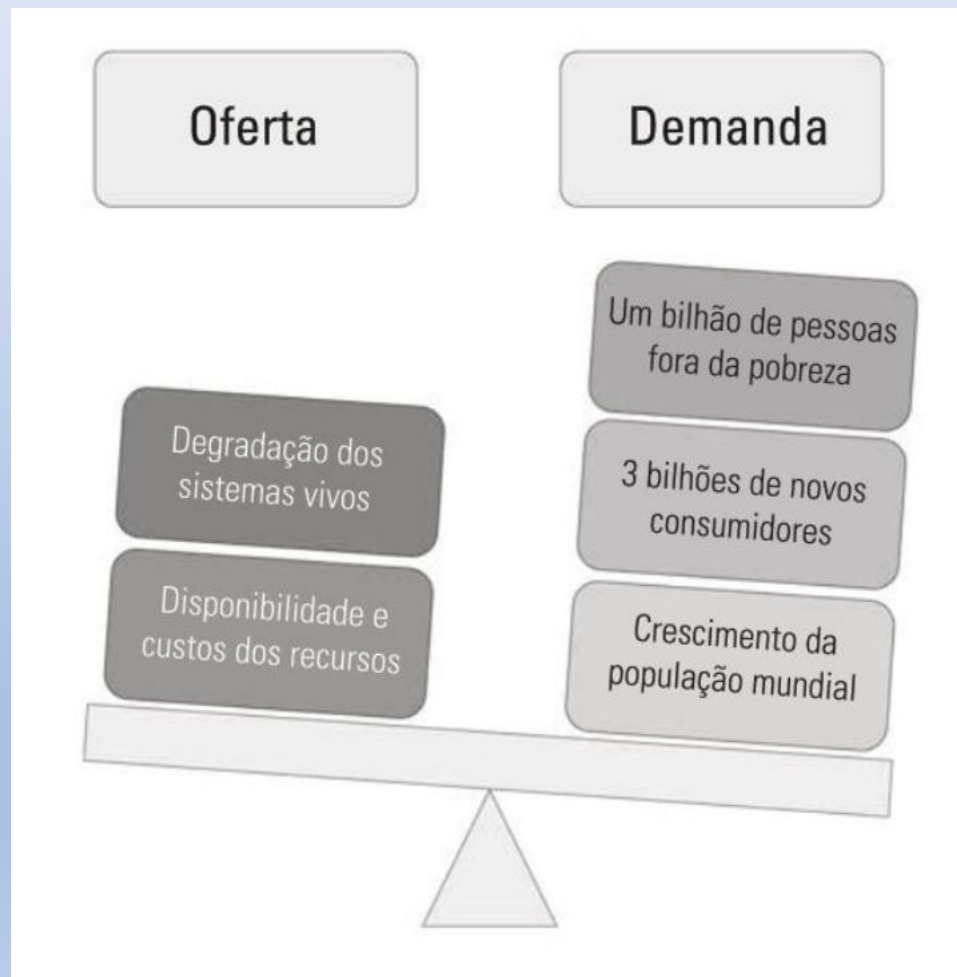 Oferta
Demanda
Um bilhão de pessoas
fora da pobreza
Degradação dos
sistemas vivos
3 bilhões de novos
consumidores
Disponibilidade e
custos dos recursos
Crescimento da
população mundial